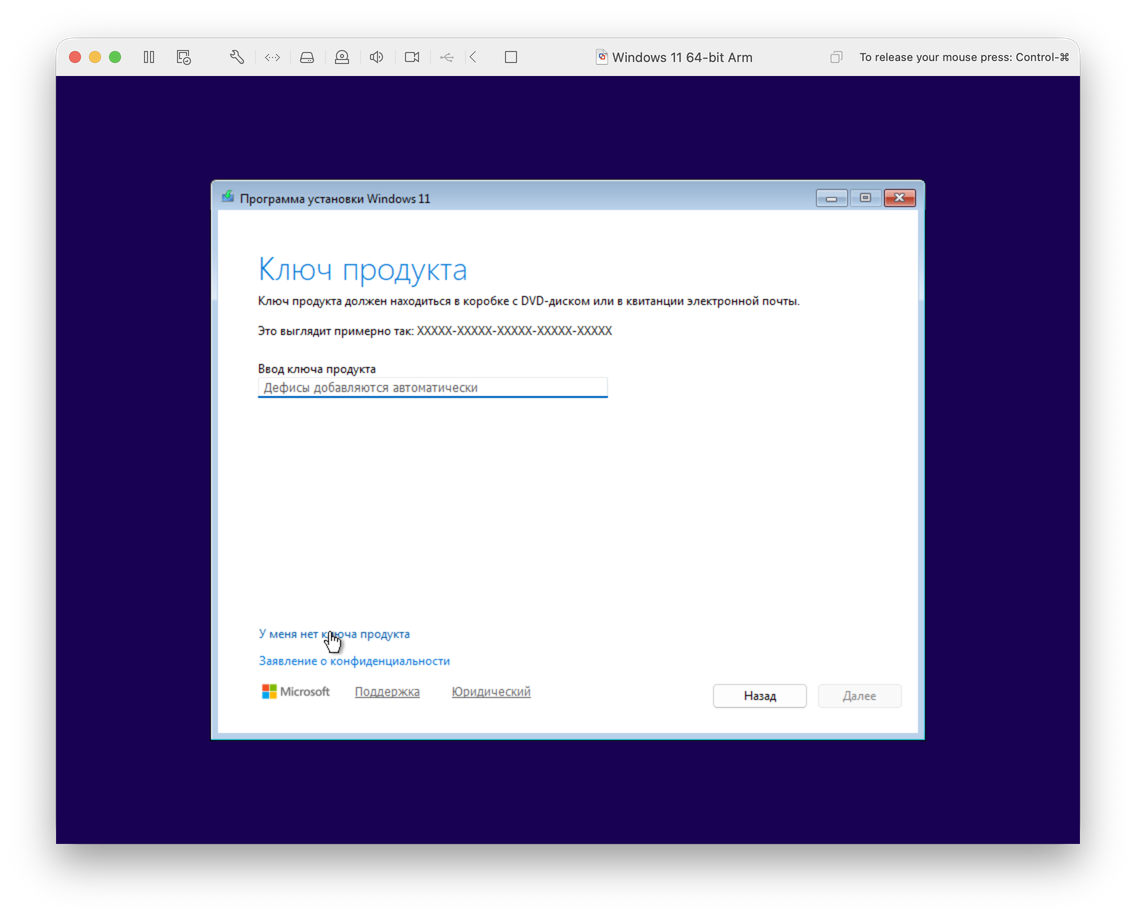 Windows 11 64-bit Arm
To release your mouse press: Control-⌘
Программа установки Windows 11
Ключ продукта
Ключ продукта должен находиться в коробке с DVD-диском или в квитанции электронной почты.
Это выглядит примерно так: XXXXX-XXXXX-XXXXX-XXXXX-XXXXX
Ввод ключа продукта
Дефисы добавляются автоматически
У меня нет ключа продукта
Заявление о конфиденциальности
Microsoft Поддержка Юридический
Назад Далее